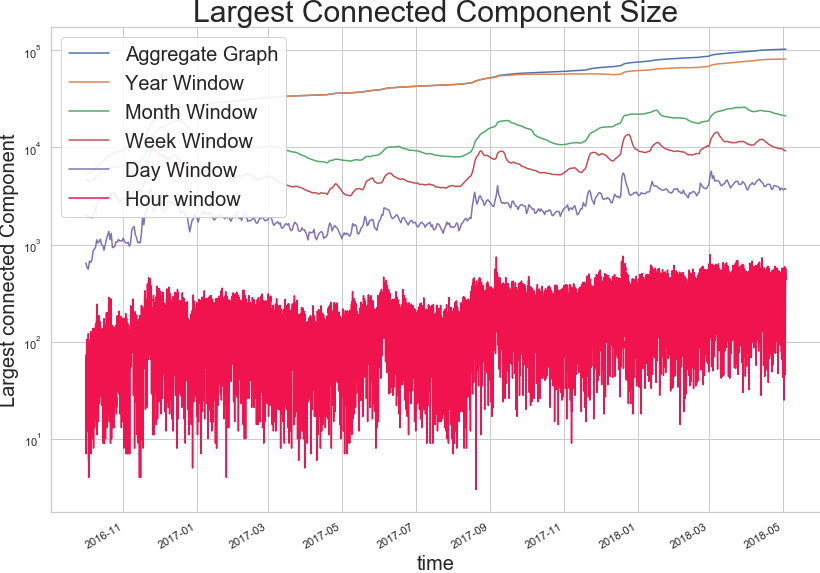 Largest Connected Component Size
Largest connected Component
10^5
10^4
10^3
10^2
10^1
Aggregate Graph
Year Window
Month Window
Week Window
Day Window
Hour window
2016-11
2017-01
2017-03
2017-05
2017-07
2017-09
2017-11
2018-01
2018-03
2018-05
time